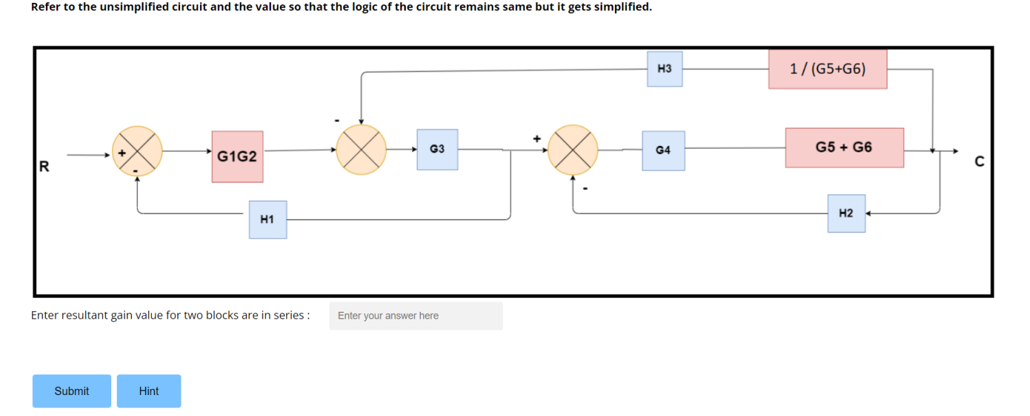 Refer to the unsimplified circuit and the value so that the logic of the circuit remains same but it gets simplified.
H3
1 / (G5+G6)
-
R
+
-
G1G2
G3
+
-
G4
G5 + G6
C
H1
H2
Enter resultant gain value for two blocks are in series :
Enter your answer here
Submit
Hint